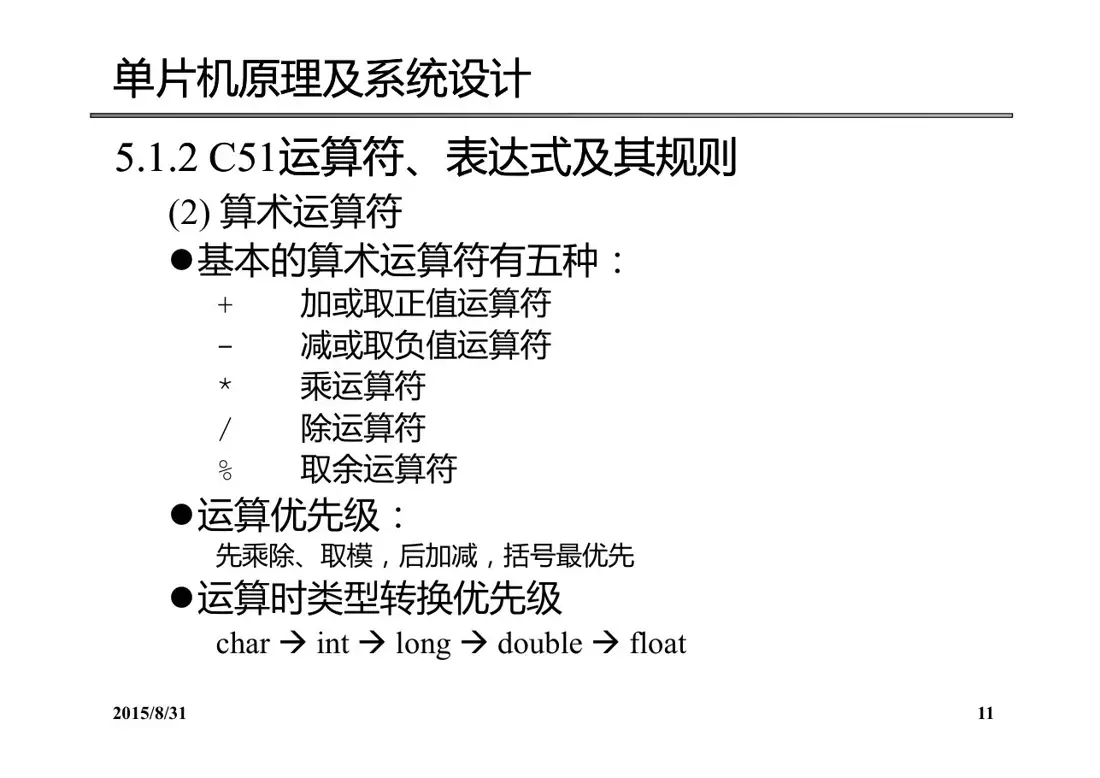 单片机原理及系统设计
5.1.2 C51运算符、表达式及其规则
(2) 算术运算符
●基本的算术运算符有五种：
+ 加或取正值运算符
− 减或取负值运算符
* 乘运算符
/ 除运算符
% 取余运算符
●运算优先级：
先乘除、取模，后加减，括号最优先
●运算时类型转换优先级
char → int → long → double → float
2015/8/31 11